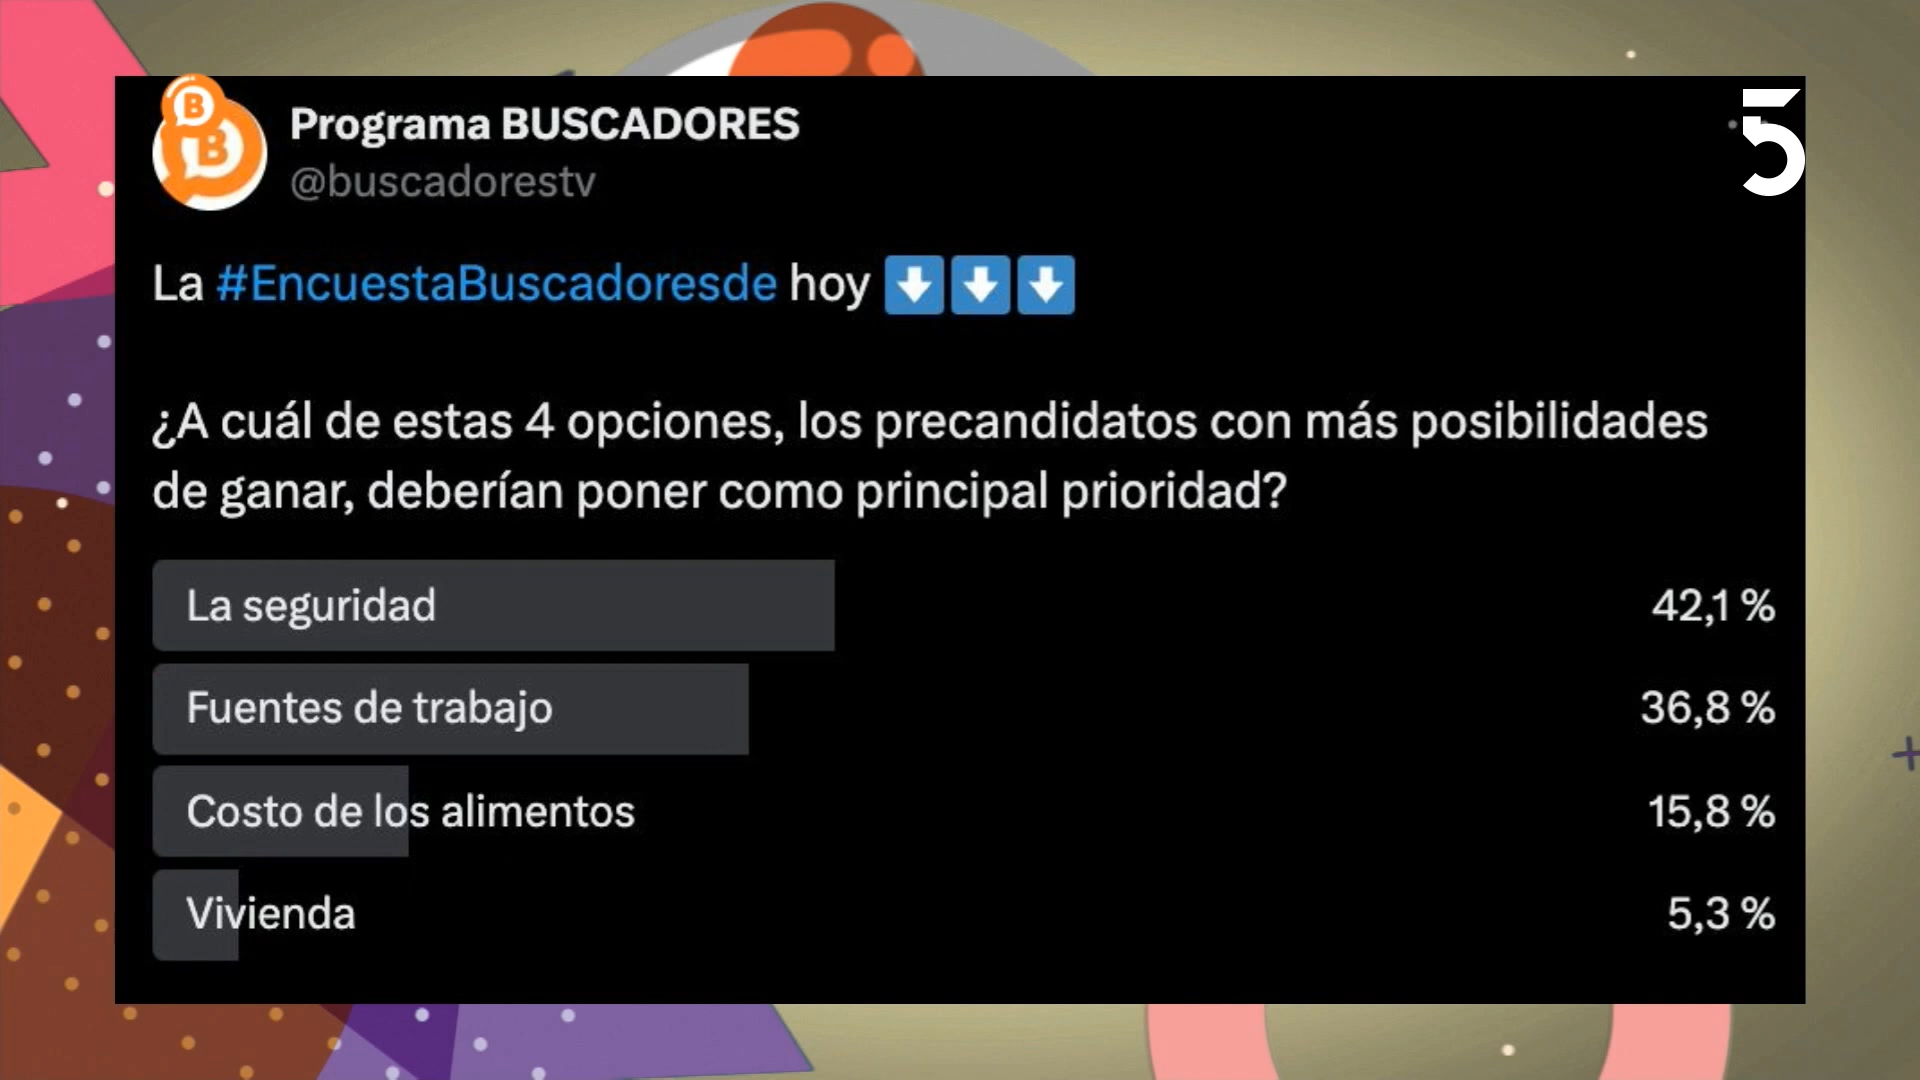 B
B
5
Programa BUSCADORES
@buscadorestv
La #EncuestaBuscadoresde hoy ⬇️⬇️⬇️
¿A cuál de estas 4 opciones, los precandidatos con más posibilidades
de ganar, deberían poner como principal prioridad?
La seguridad 42,1 %
Fuentes de trabajo 36,8 %
Costo de los alimentos 15,8 %
Vivienda 5,3 %